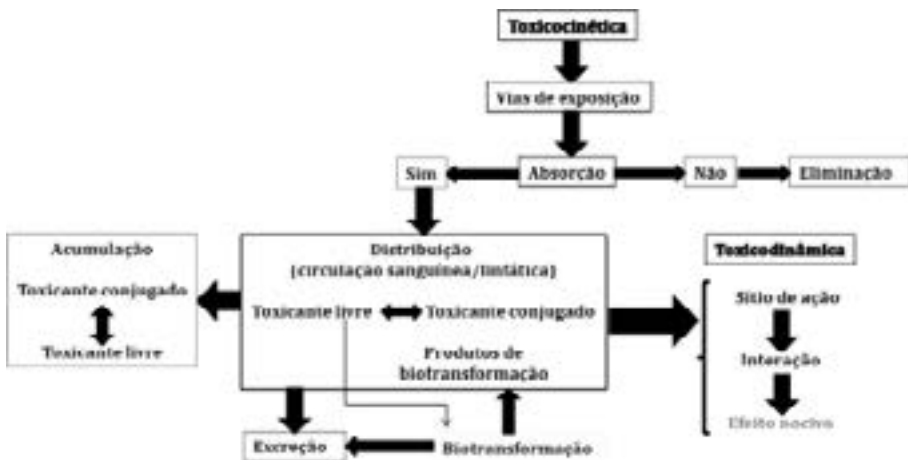 Toxicocinética
Vias de exposição
Sim
Absorção
Não
Eliminação
Acumulação
Toxicante conjugado
Toxicante livre
Distribuição
(circulação sanguínea/linfática)
Toxicante livre
Toxicante conjugado
Produtos de
biotransformação
Toxicodinâmica
Sítio de ação
Interação
Efeito nocivo
Excreção
Biotransformação